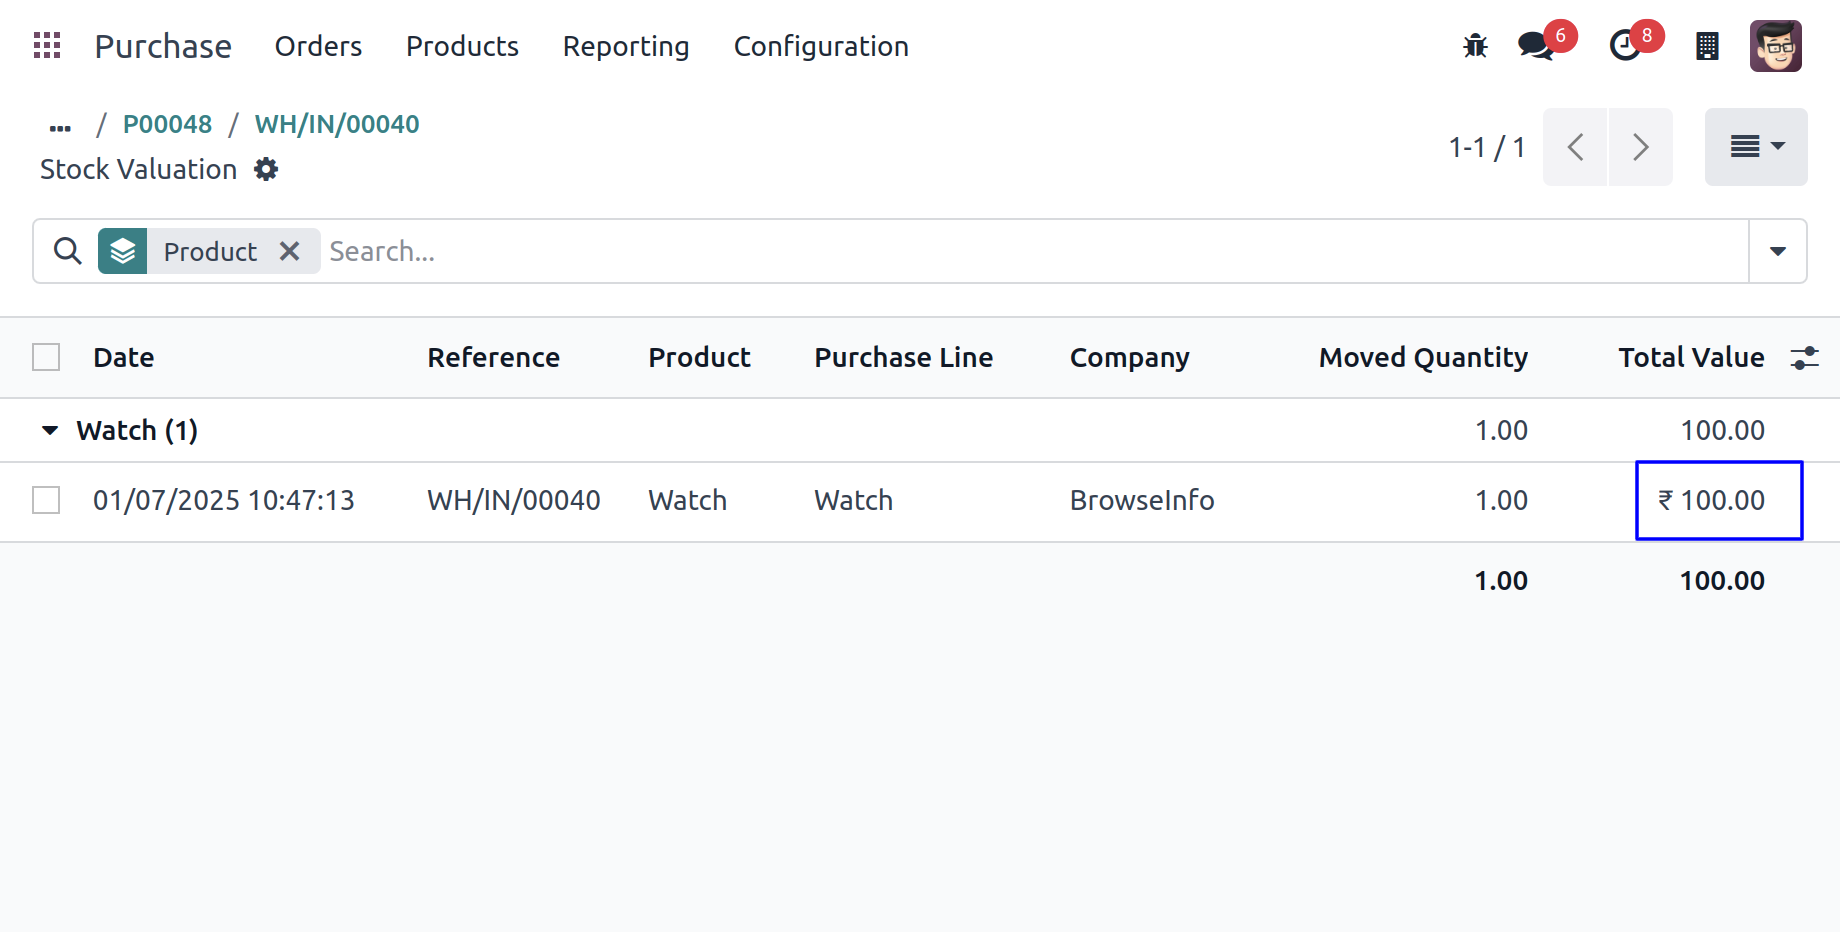 Purchase Orders Products Reporting Configuration 6 8
... / P00048 / WH/IN/00040
Stock Valuation
1-1 / 1
Product Search...
Date Reference Product Purchase Line Company Moved Quantity Total Value
Watch (1) 1.00 100.00
01/07/2025 10:47:13 WH/IN/00040 Watch Watch BrowseInfo 1.00 ₹ 100.00
1.00 100.00